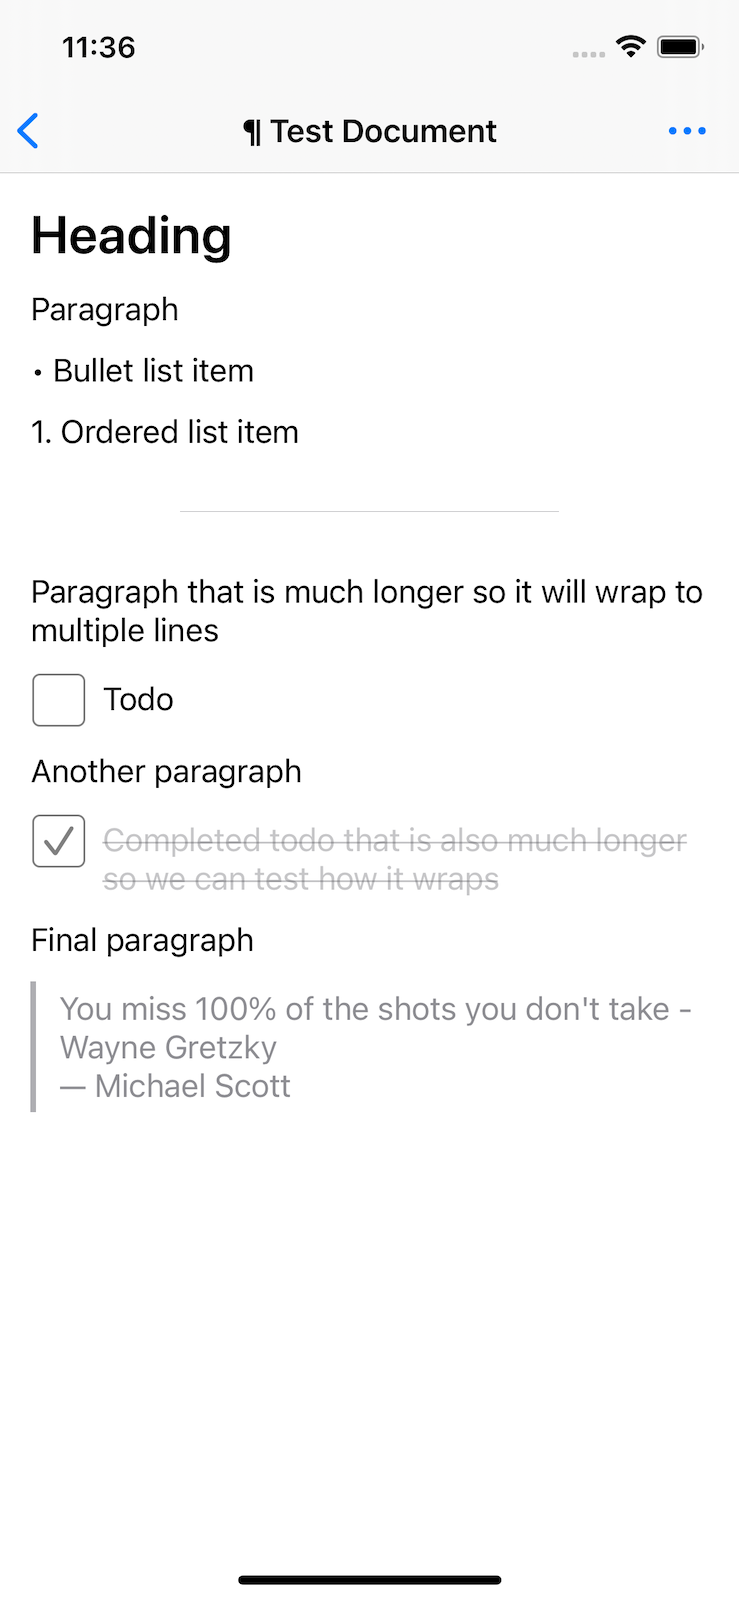 11:36
¶ Test Document
Heading
Paragraph
• Bullet list item
1. Ordered list item
Paragraph that is much longer so it will wrap to
multiple lines
Todo
Another paragraph
Completed todo that is also much longer
so we can test how it wraps
Final paragraph
You miss 100% of the shots you don't take -
Wayne Gretzky
— Michael Scott